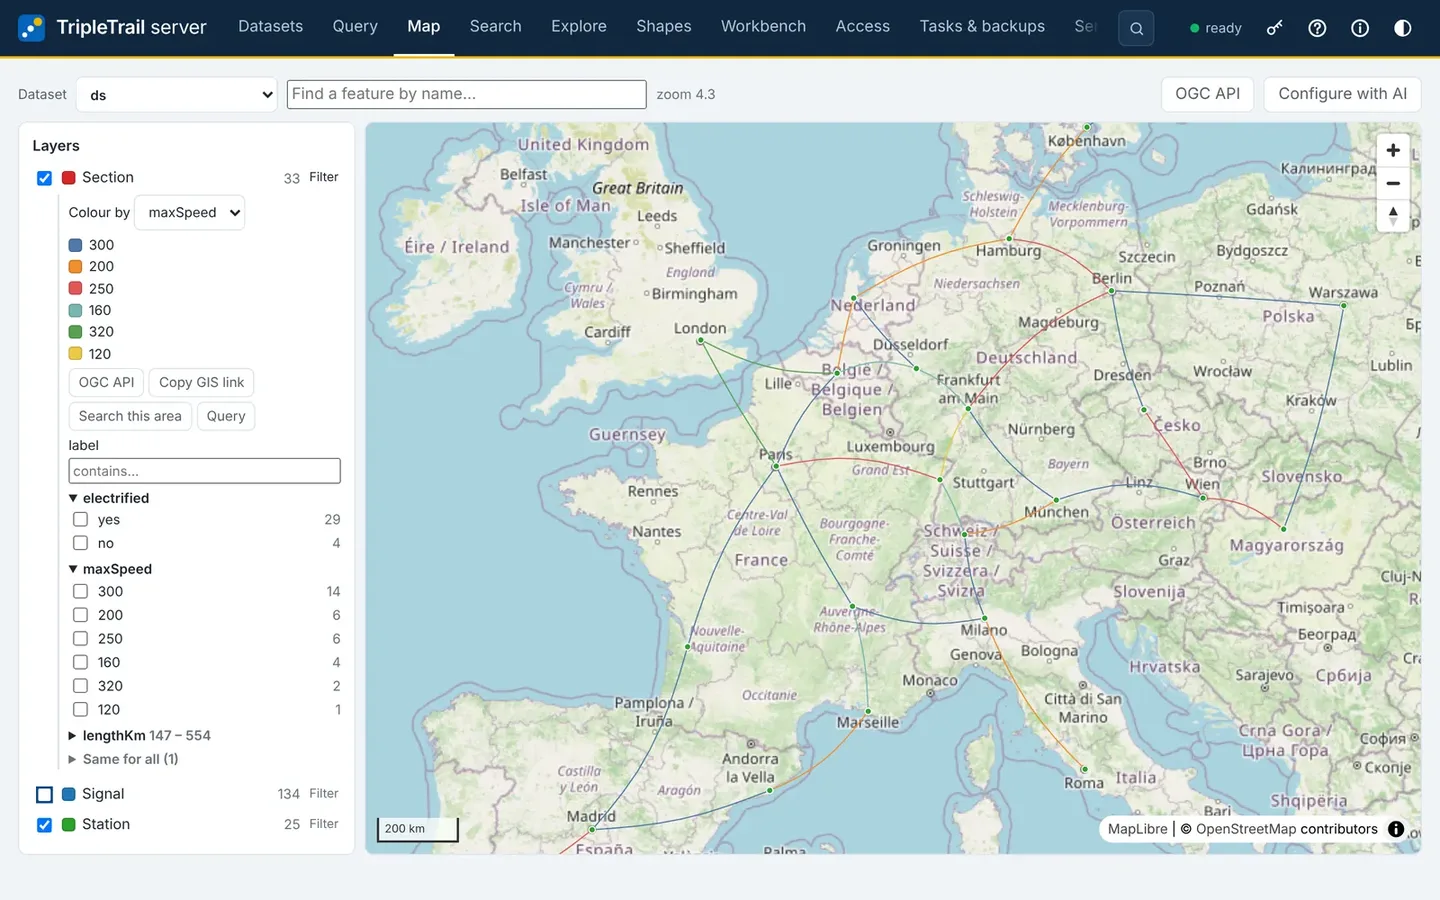 TripleTrail server
Datasets
Query
Map
Search
Explore
Shapes
Workbench
Access
Tasks & backups
ready
Dataset
ds
Find a feature by name...
zoom 4.3
OGC API
Configure with AI
Layers
Section 33 Filter
Colour by maxSpeed
300
200
250
160
320
120
OGC API
Copy GIS link
Search this area
Query
label
contains...
electrified
yes 29
no 4
maxSpeed
300 14
200 6
250 6
160 4
320 2
120 1
lengthKm 147 – 554
Same for all (1)
Signal 134 Filter
Station 25 Filter
United Kingdom
København
Belfast
Great Britain
Isle of Man
Leeds
Калининград
Schleswig-
Holstein
Mecklenburg-
Vorpommern
Gdańsk
Éire / Ireland
Manchester
Sheffield
England
Groningen
Hamburg
Szczecin
Bydgoszcz
Cymru /
Wales
Birmingham
Niedersachsen
Berlin
Poznań
Warszawa
Nederland
Polska
Cardiff
London
Magdeburg
Düsseldorf
Deutschland
Lublin
Lille
België /
Belgique /
Belgien
Frankfurt
am Main
Dresden
Wrocław
Kraków
Guernsey
Luxembourg
Nürnberg
Česko
Paris
Grand Est
Bayern
Brno
Slovensko
Rennes
Stuttgart
Linz
Wien
München
Centre-Val
de Loire
Nantes
Bourgogne-
Franche-
Comté
Schweiz /
Suisse /
Svizzera /
Svizra
Österreich
Magyarország
France
Graz
Cluj-N
Slovenija
Auvergne-
Rhône-Alpes
Timișoara
Nouvelle-
Aquitaine
Milano
Београд
Genova
Bologna
Hrvatska
Sarajevo
Србија
Monaco
Occitanie
Pamplona /
Iruña
Città di San
Marino
Marseille
Crna Gora /
Црна Гора
София
Andorra
la Vella
Скопје
Castilla
y León
Aragón
Roma
Italia
Shqipëria
Madrid
Bari
España
Palma
200 km
MapLibre | © OpenStreetMap contributors